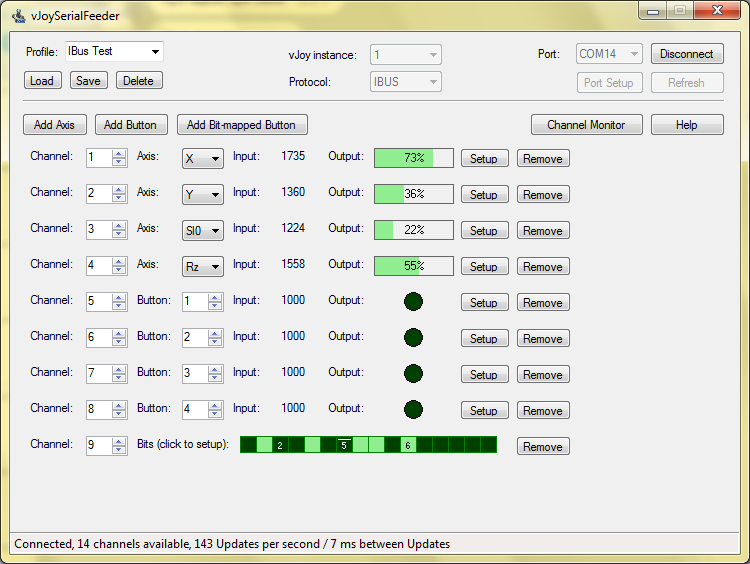 vJoySerialFeeder
Profile: IBus Test vJoy instance: 1 Port: COM14 Disconnect
Load Save Delete Protocol: IBUS Port Setup Refresh
Add Axis Add Button Add Bit-mapped Button Channel Monitor Help
Channel: 1 Axis: X Input: 1735 Output: 73% Setup Remove
Channel: 2 Axis: Y Input: 1360 Output: 36% Setup Remove
Channel: 3 Axis: Sl0 Input: 1224 Output: 22% Setup Remove
Channel: 4 Axis: Rz Input: 1558 Output: 55% Setup Remove
Channel: 5 Button: 1 Input: 1000 Output: Setup Remove
Channel: 6 Button: 2 Input: 1000 Output: Setup Remove
Channel: 7 Button: 3 Input: 1000 Output: Setup Remove
Channel: 8 Button: 4 Input: 1000 Output: Setup Remove
Channel: 9 Bits (click to setup): 2 5 6 Remove
Connected, 14 channels available, 143 Updates per second / 7 ms between Updates